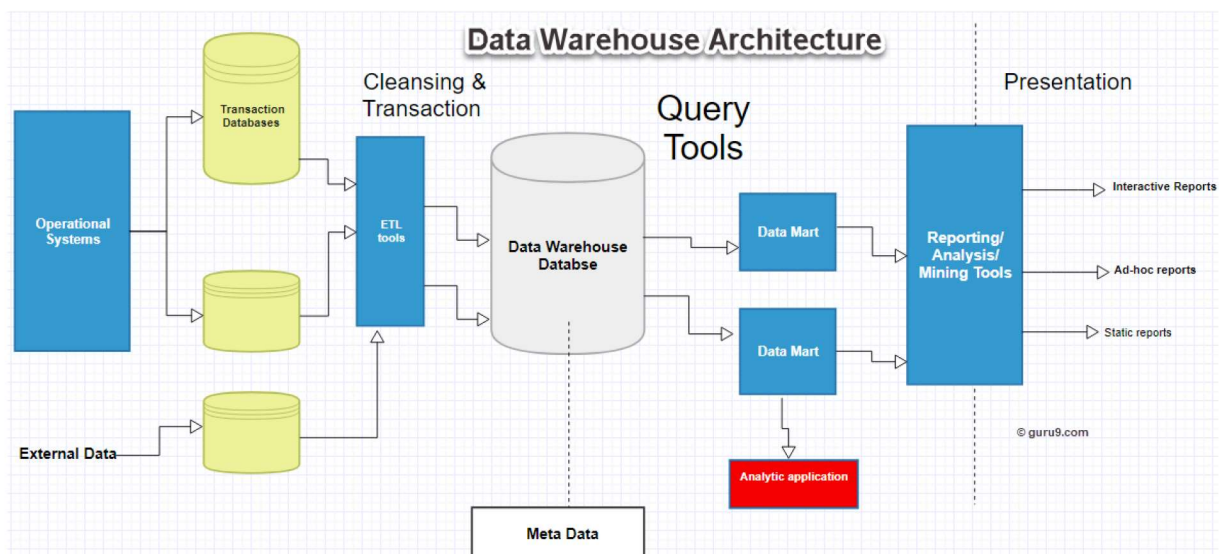 Data Warehouse Architecture
Cleansing &
Transaction
Query
Tools
Presentation
Transaction
Databases
Operational
Systems
ETL
tools
Data Warehouse
Databse
Data Mart
Data Mart
Reporting/
Analysis/
Mining Tools
Interactive Reports
Ad-hoc reports
Static reports
External Data
Analytic application
Meta Data
© guru9.com